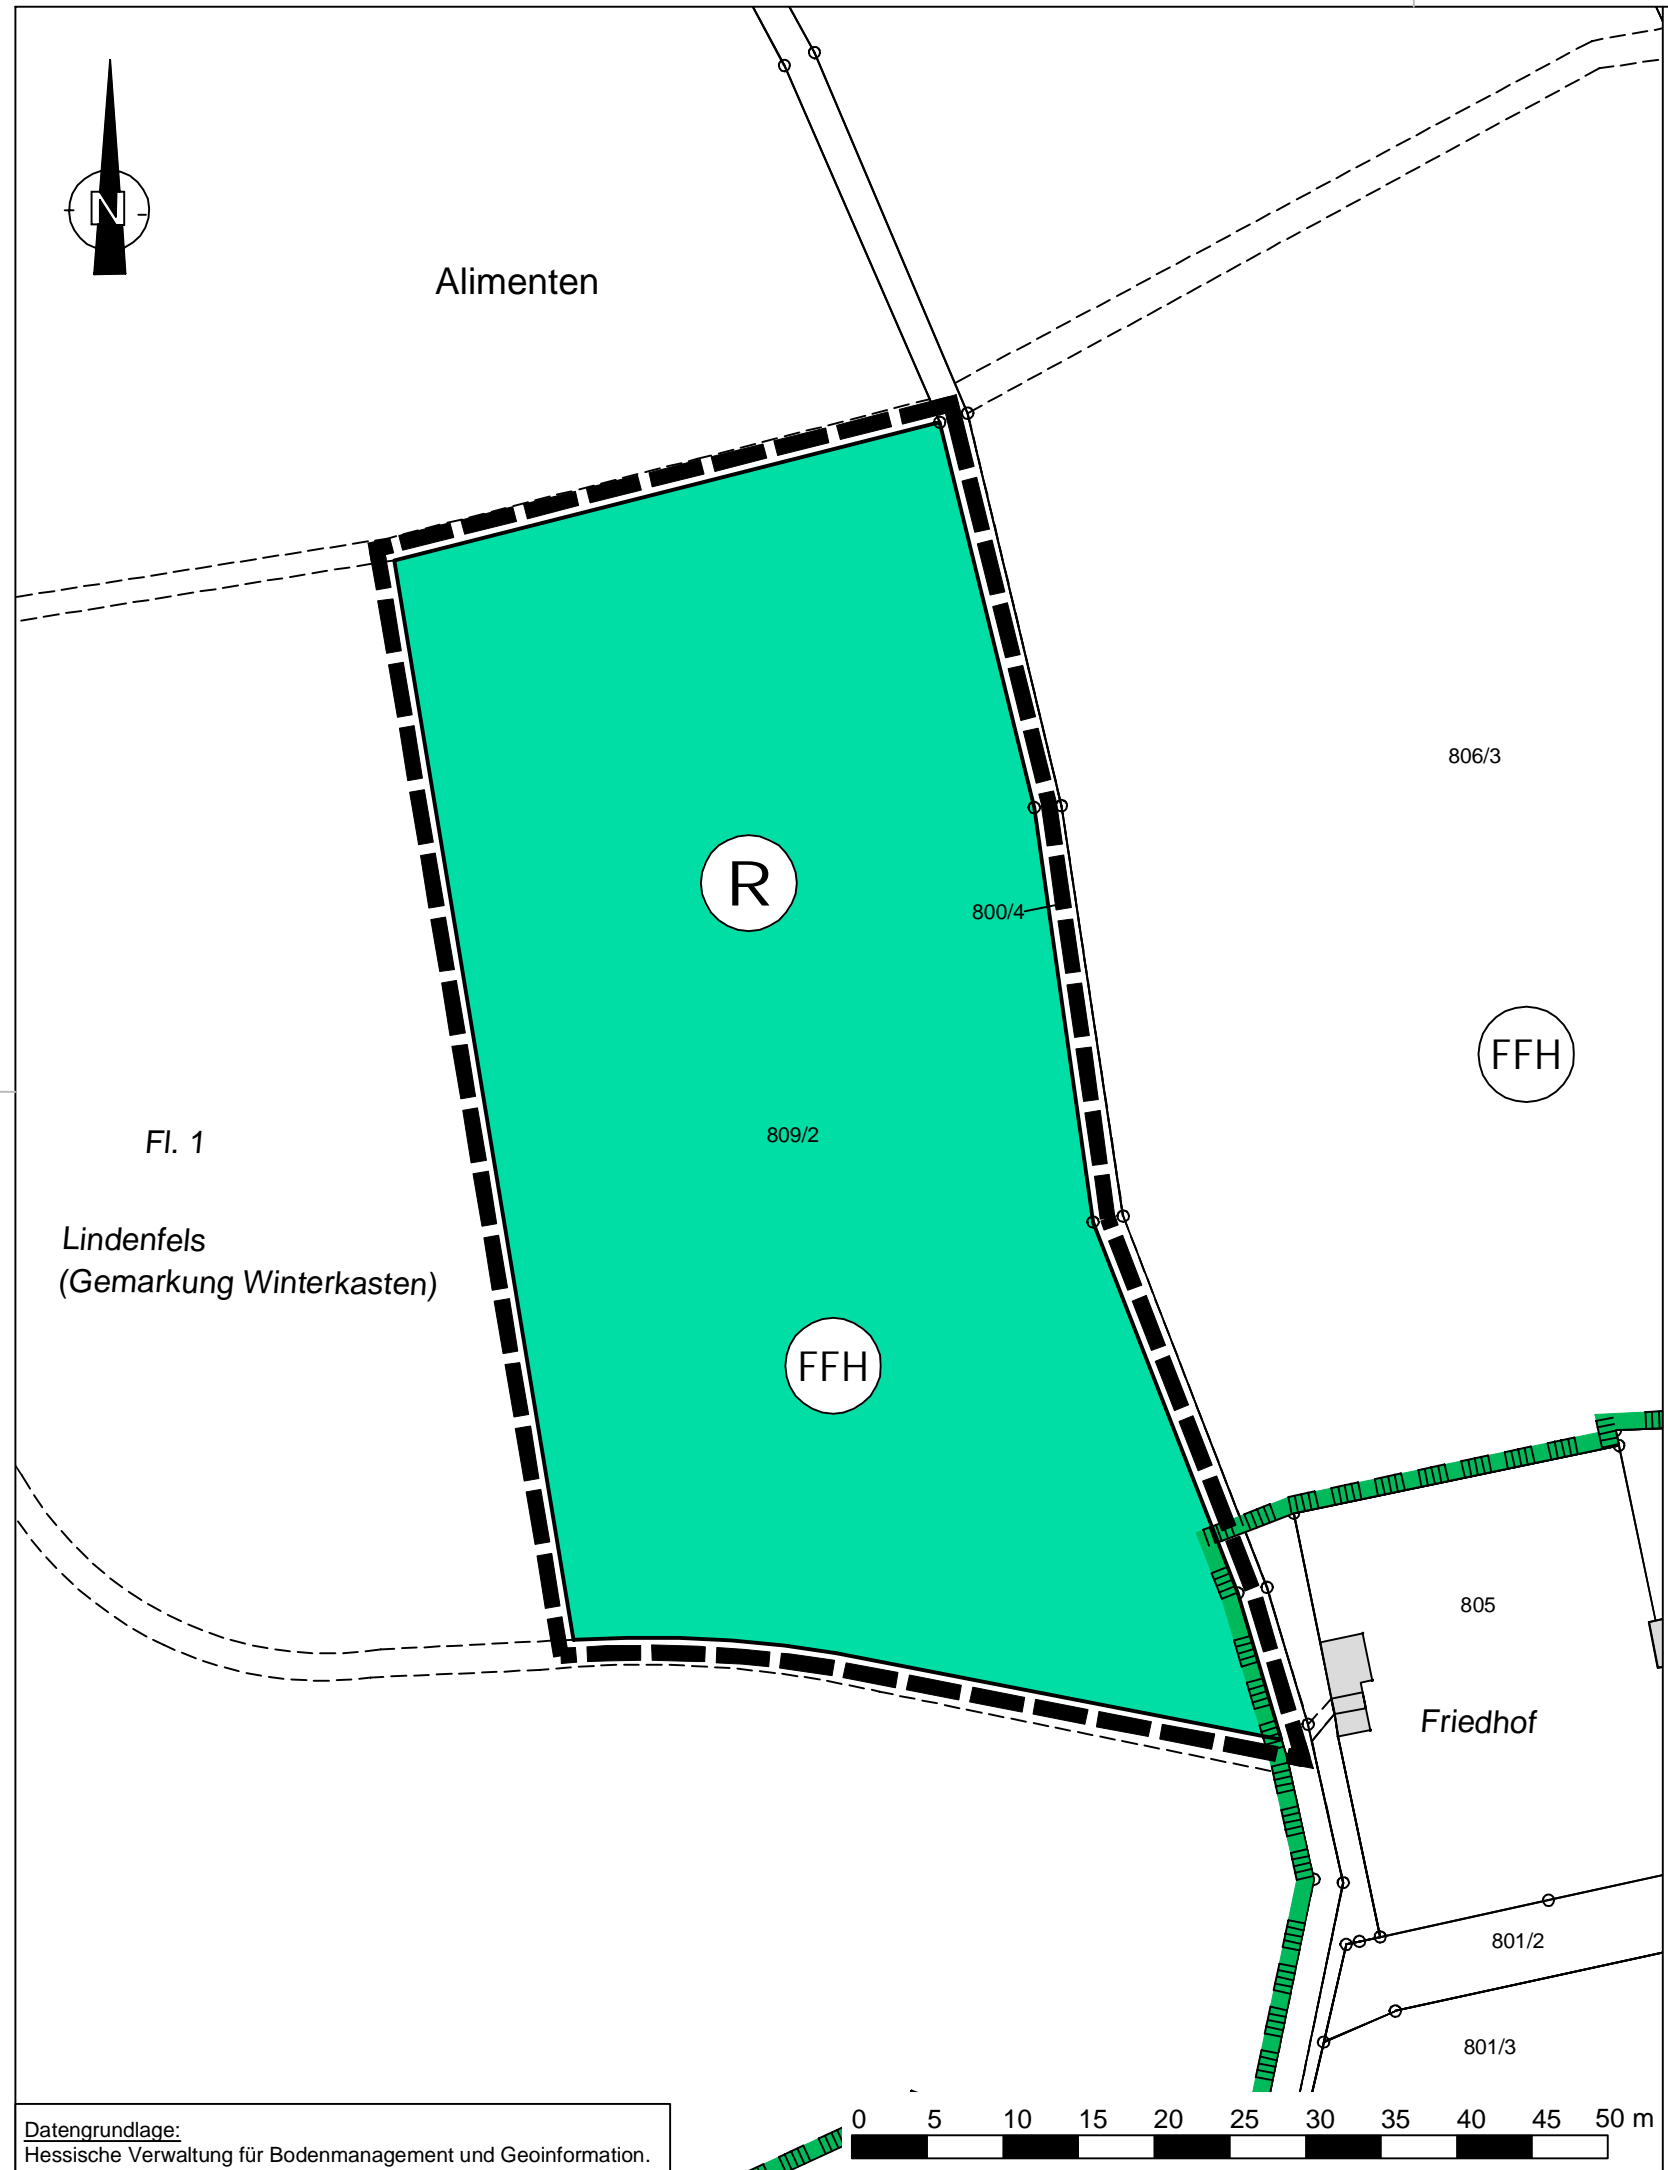 N
Alimenten
806/3
R
800/4
FFH
809/2
Fl. 1
Lindenfels
(Gemarkung Winterkasten)
FFH
805
Friedhof
801/2
801/3
Datengrundlage:
Hessische Verwaltung für Bodenmanagement und Geoinformation.
0 5 10 15 20 25 30 35 40 45 50 m